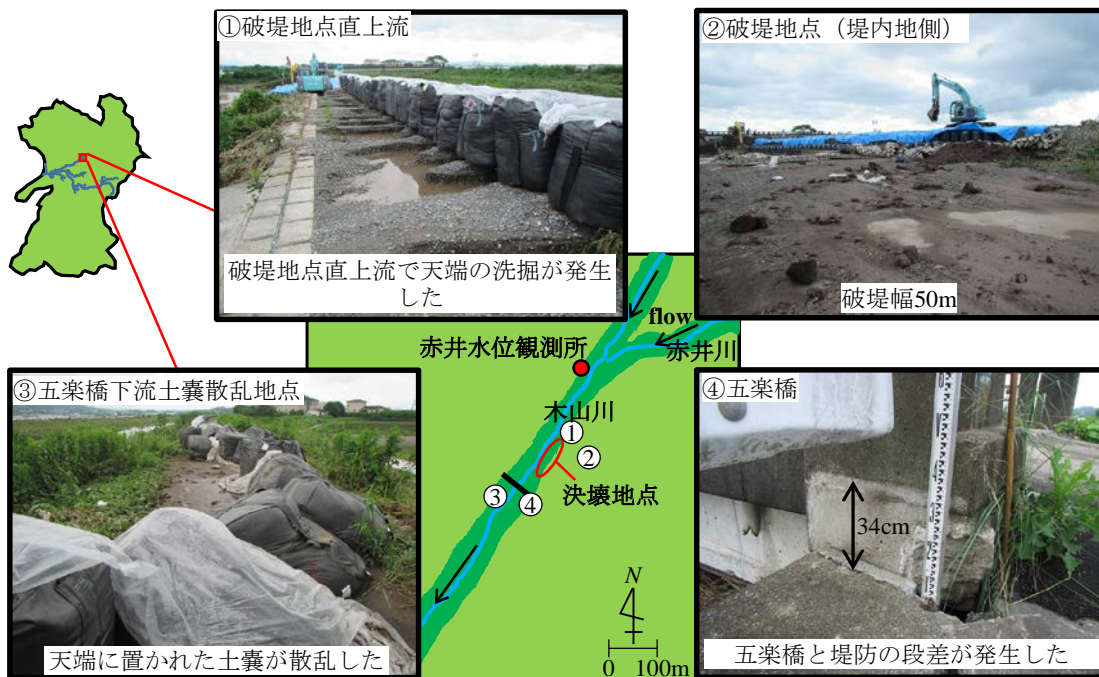 ①破堤地点直上流
破堤地点直上流で天端の洗掘が発生
した
②破堤地点（堤内地側）
破堤幅50m
flow
赤井水位観測所
赤井川
木山川
①
②
③
④
決壊地点
N
0 100m
③五楽橋下流土嚢散乱地点
天端に置かれた土嚢が散乱した
④五楽橋
34cm
五楽橋と堤防の段差が発生した